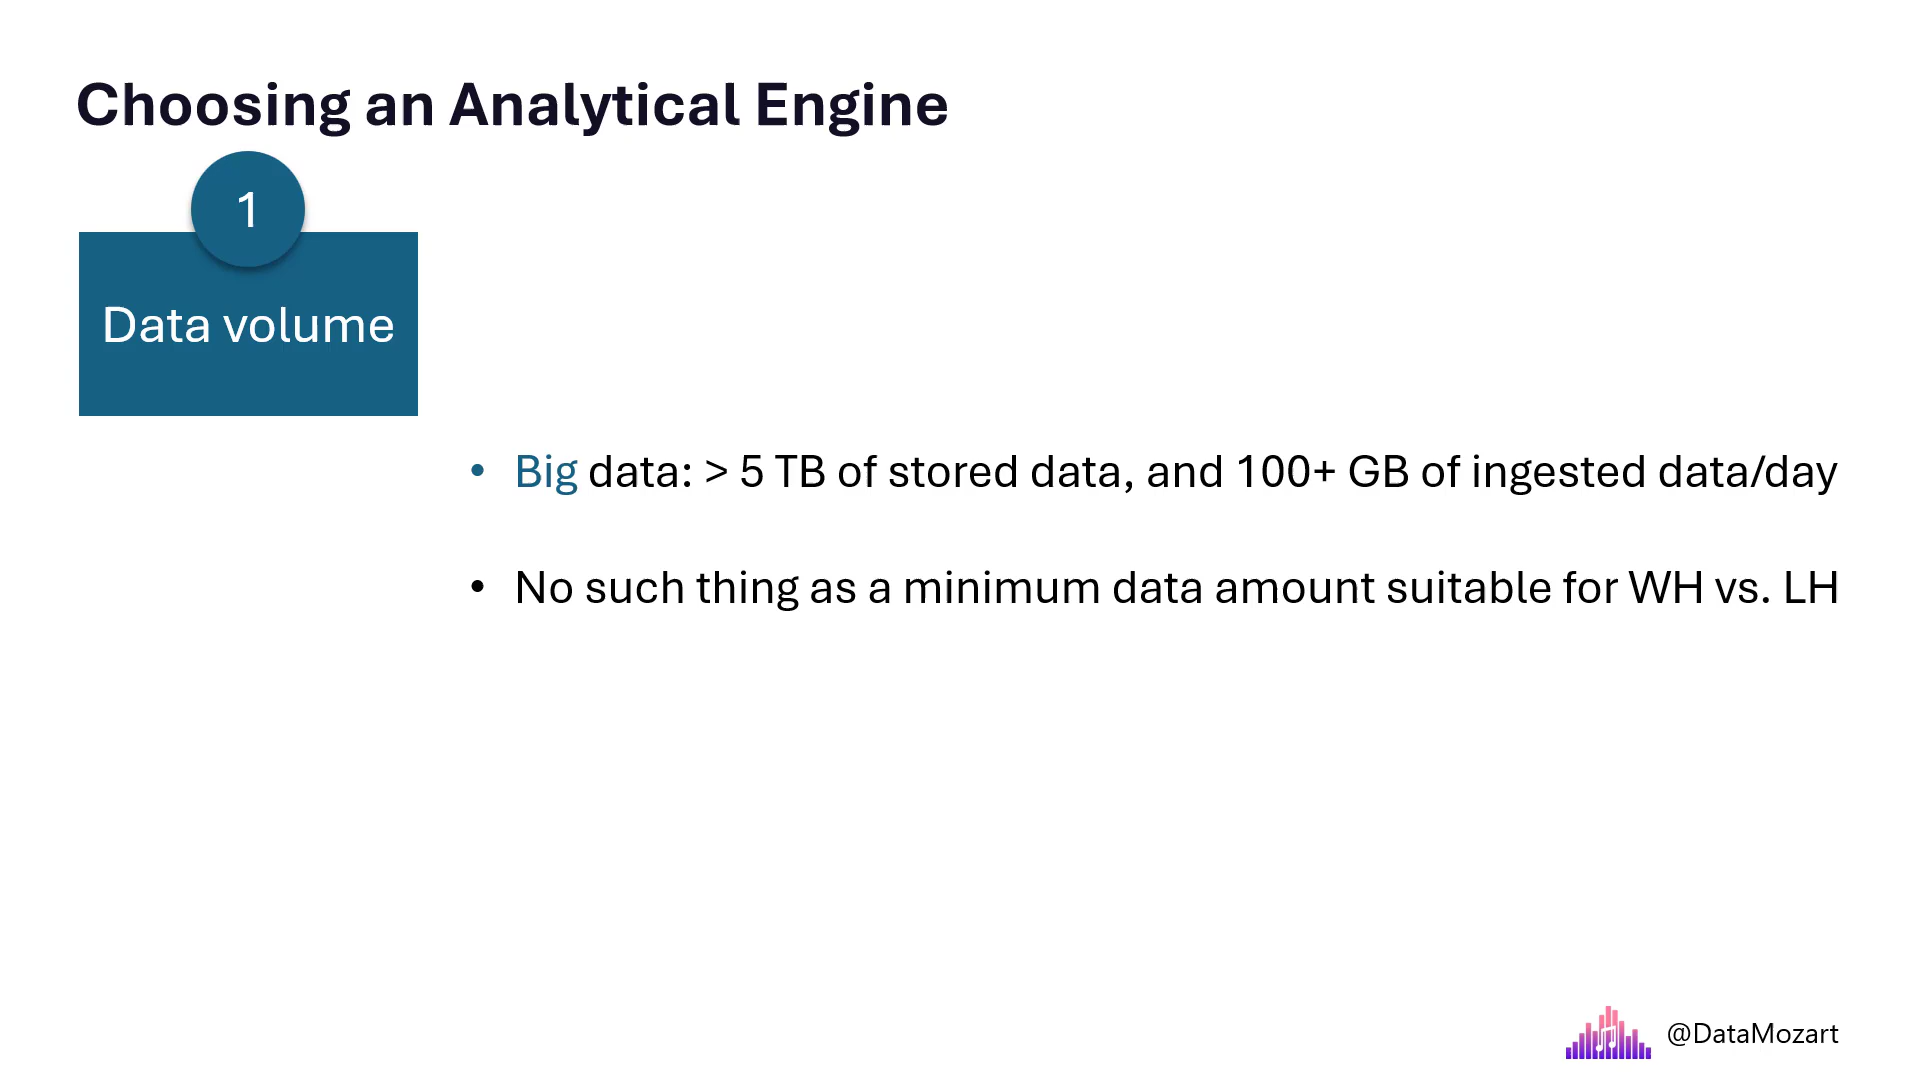 Choosing an Analytical Engine
1
Data volume
• Big data: > 5 TB of stored data, and 100+ GB of ingested data/day
• No such thing as a minimum data amount suitable for WH vs. LH
@DataMozart